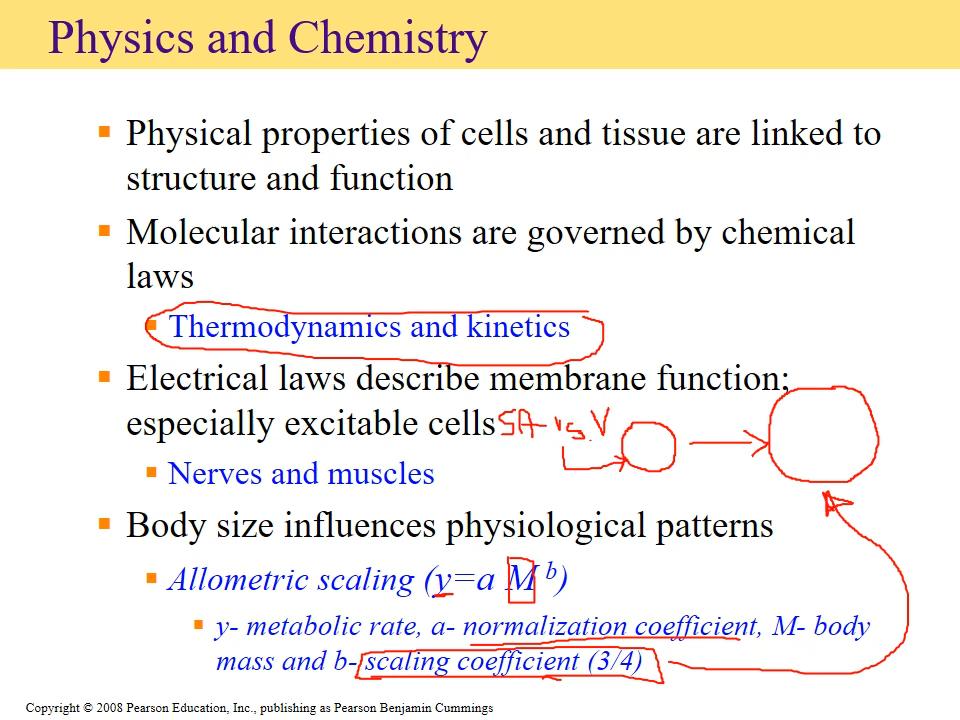 Physics and Chemistry
Physical properties of cells and tissue are linked to
structure and function
Molecular interactions are governed by chemical
laws
Thermodynamics and kinetics
Electrical laws describe membrane function;
especially excitable cells SA vs. V
Nerves and muscles
Body size influences physiological patterns
Allometric scaling (y=a M b)
y- metabolic rate, a- normalization coefficient, M- body
mass and b- scaling coefficient (3/4)
Copyright © 2008 Pearson Education, Inc., publishing as Pearson Benjamin Cummings